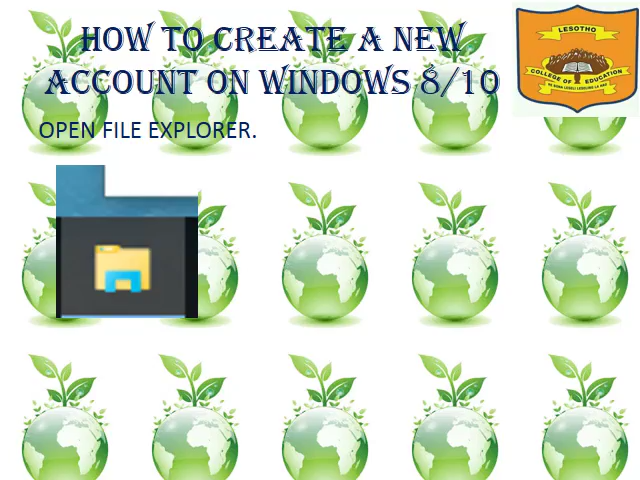 HOW TO CREATE A NEW
ACCOUNT ON WINDOWS 8/10
OPEN FILE EXPLORER.
LESOTHO
COLLEGE OF EDUCATION